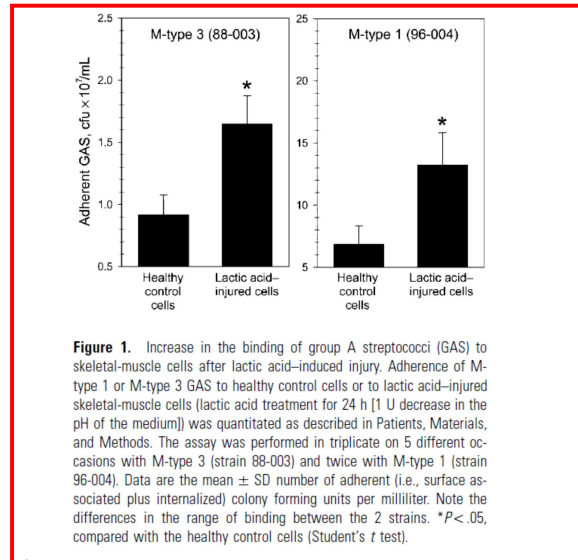 M-type 3 (88-003)
M-type 1 (96-004)
Adherent GAS, cfu × 10⁷/mL
2.5
2.0
1.5
1.0
0.5
25
20
15
10
5
*
*
Healthy
control
cells
Lactic acid–
injured cells
Healthy
control
cells
Lactic acid–
injured cells
Figure 1. Increase in the binding of group A streptococci (GAS) to
skeletal-muscle cells after lactic acid–induced injury. Adherence of M-
type 1 or M-type 3 GAS to healthy control cells or to lactic acid–injured
skeletal-muscle cells (lactic acid treatment for 24 h [1 U decrease in the
pH of the medium]) was quantitated as described in Patients, Materials,
and Methods. The assay was performed in triplicate on 5 different oc-
casions with M-type 3 (strain 88-003) and twice with M-type 1 (strain
96-004). Data are the mean ± SD number of adherent (i.e., surface as-
sociated plus internalized) colony forming units per milliliter. Note the
differences in the range of binding between the 2 strains. *P< .05,
compared with the healthy control cells (Student's t test).